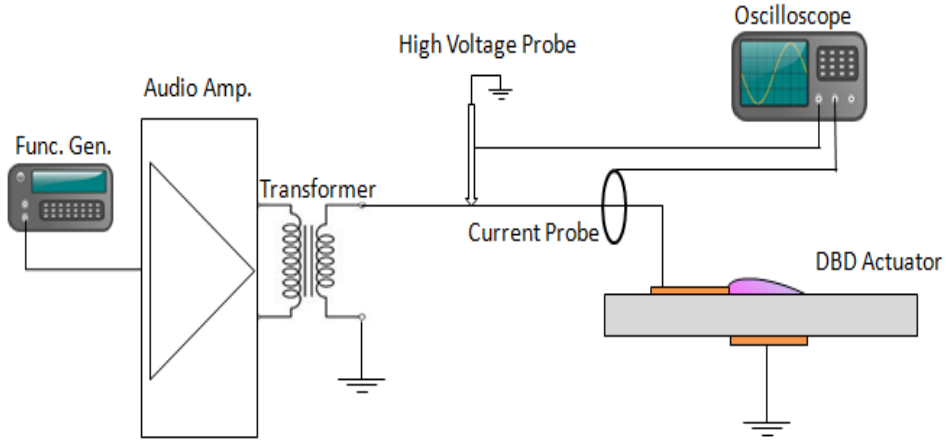 Oscilloscope
High Voltage Probe
Audio Amp.
Func. Gen.
Transformer
Current Probe
DBD Actuator